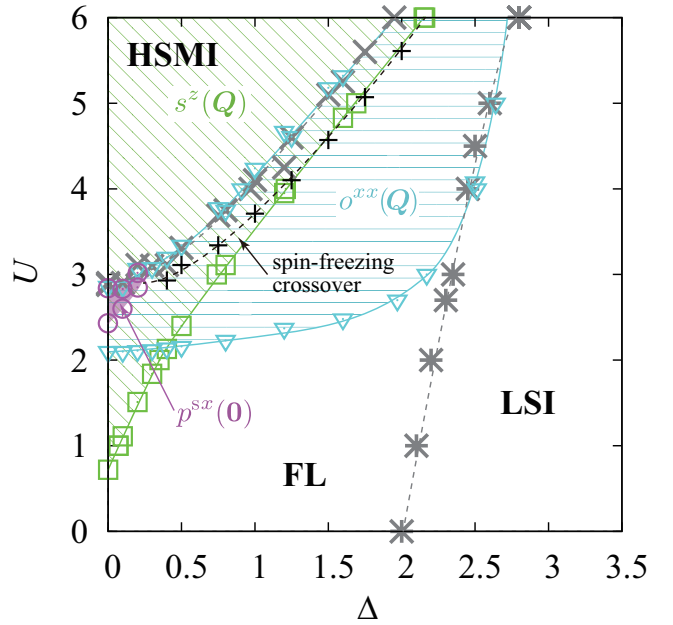 6
HSMI
s^z(Q)
5
4
o^{xx}(Q)
U
3
spin-freezing
crossover
2
p^{sx}(0)
LSI
1
FL
0
0 0.5 1 1.5 2 2.5 3 3.5
Δ